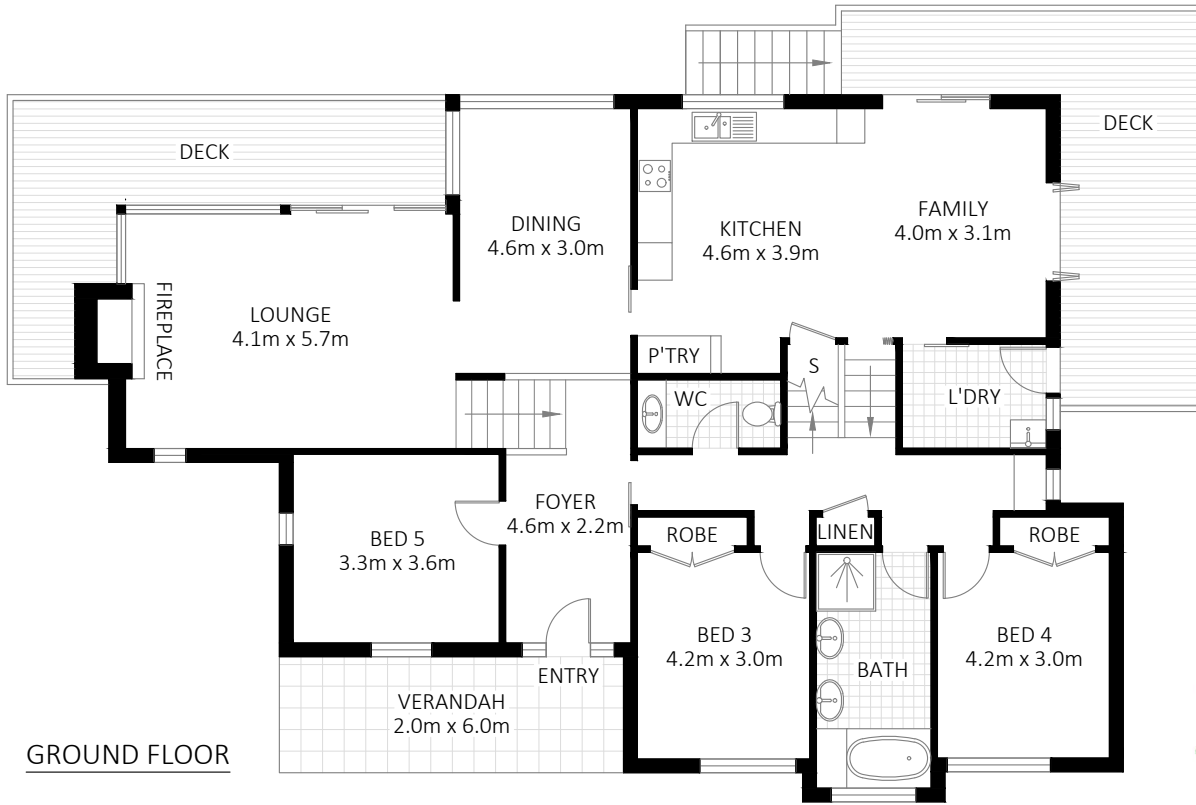 DECK
DECK
DINING
4.6m x 3.0m
KITCHEN
4.6m x 3.9m
FAMILY
4.0m x 3.1m
LOUNGE
4.1m x 5.7m
FIREPLACE
P'TRY
S
WC
L'DRY
FOYER
4.6m x 2.2m
BED 5
3.3m x 3.6m
ROBE
LINEN
ROBE
BED 3
4.2m x 3.0m
BATH
BED 4
4.2m x 3.0m
ENTRY
VERANDAH
2.0m x 6.0m
GROUND FLOOR